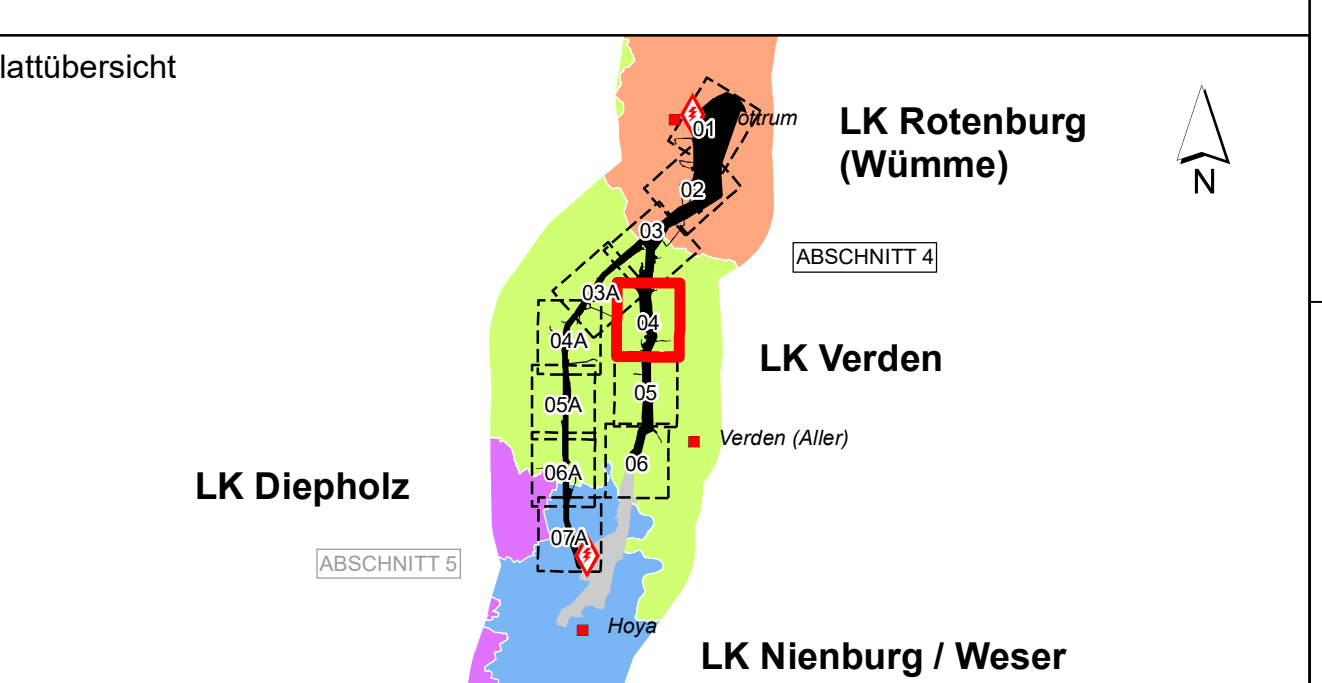 lattübersicht
LK Rotenburg
(Wümme)
N
01
ottrum
02
03
ABSCHNITT 4
03A
04
04A
LK Verden
05
05A
Verden (Aller)
06
06A
LK Diepholz
07A
ABSCHNITT 5
Hoya
LK Nienburg / Weser